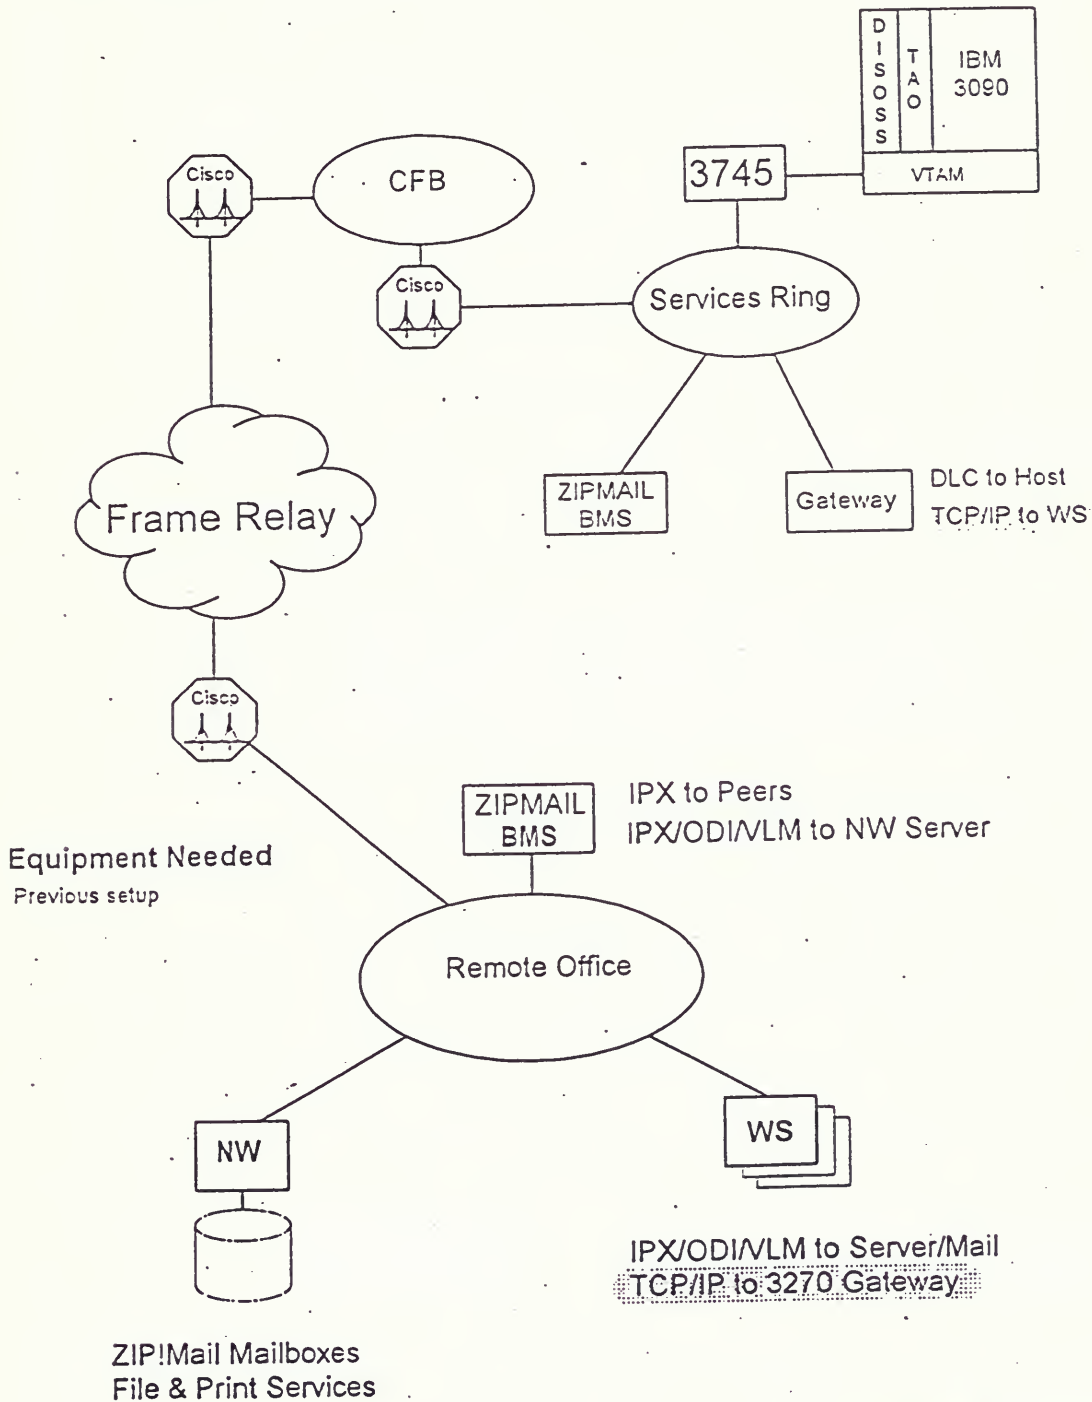 DISOSS
TAO
IBM
3090
VTAM
3745
Cisco
CFB
Cisco
Services Ring
Frame Relay
ZIPMAIL
BMS
Gateway
DLC to Host
TCP/IP to WS
Cisco
ZIPMAIL
BMS
IPX to Peers
IPX/ODI/VLM to NW Server
Equipment Needed
Previous setup
Remote Office
NW
WS
IPX/ODI/VLM to Server/Mail
TCP/IP to 3270 Gateway
ZIP!Mail Mailboxes
File & Print Services